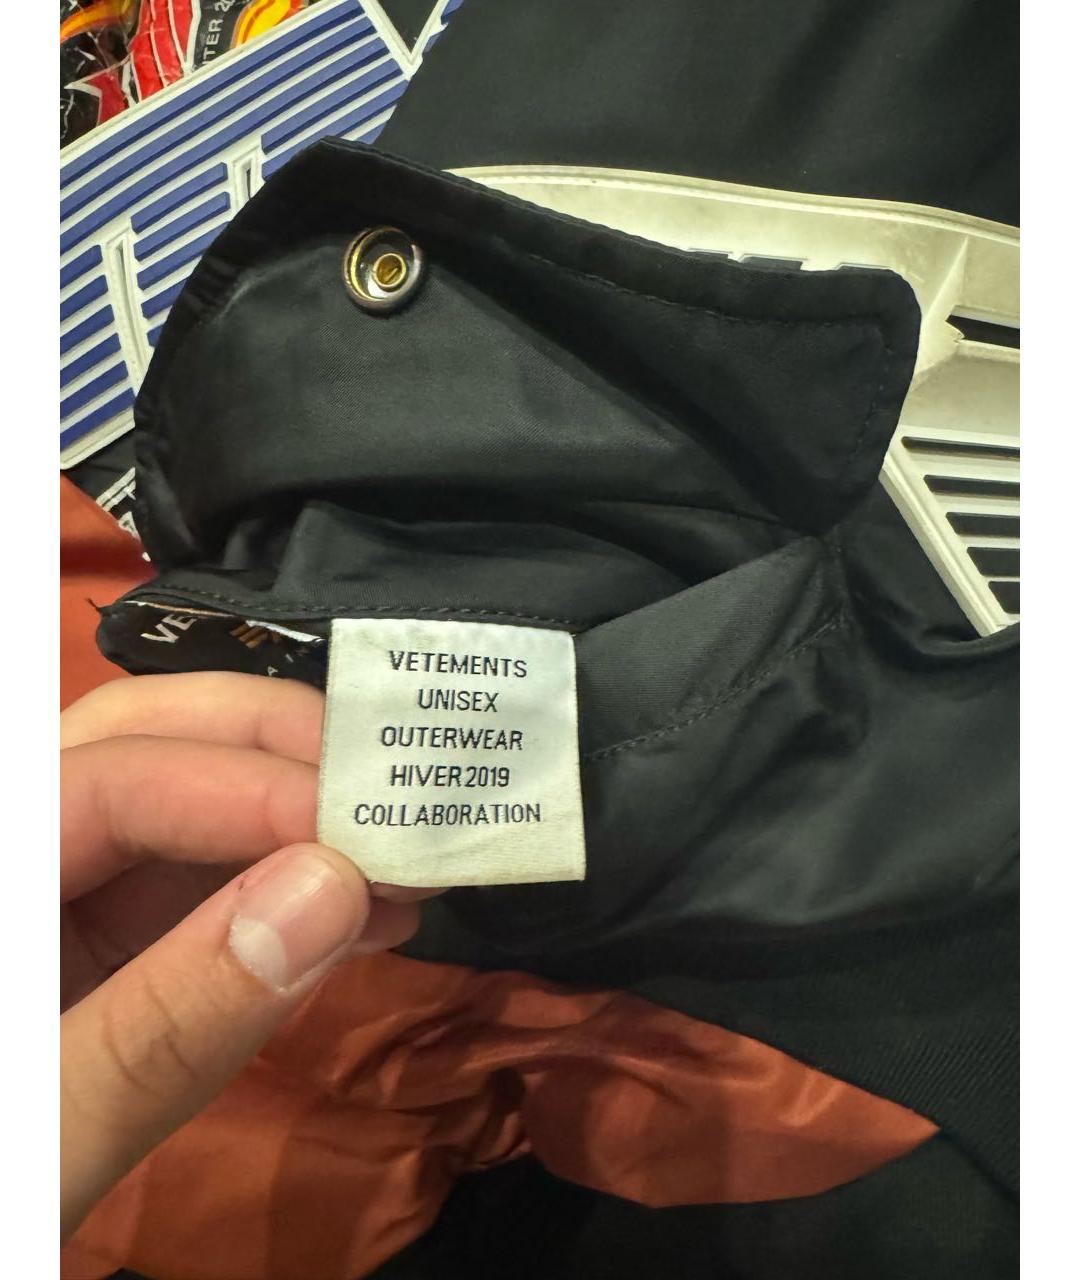 VETEMENTS
UNISEX
OUTERWEAR
HIVER 2019
COLLABORATION